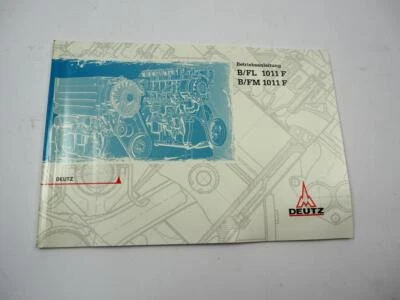 Betriebsanleitung
B/FL 1011 F
B/FM 1011 F
DEUTZ
DEUTZ